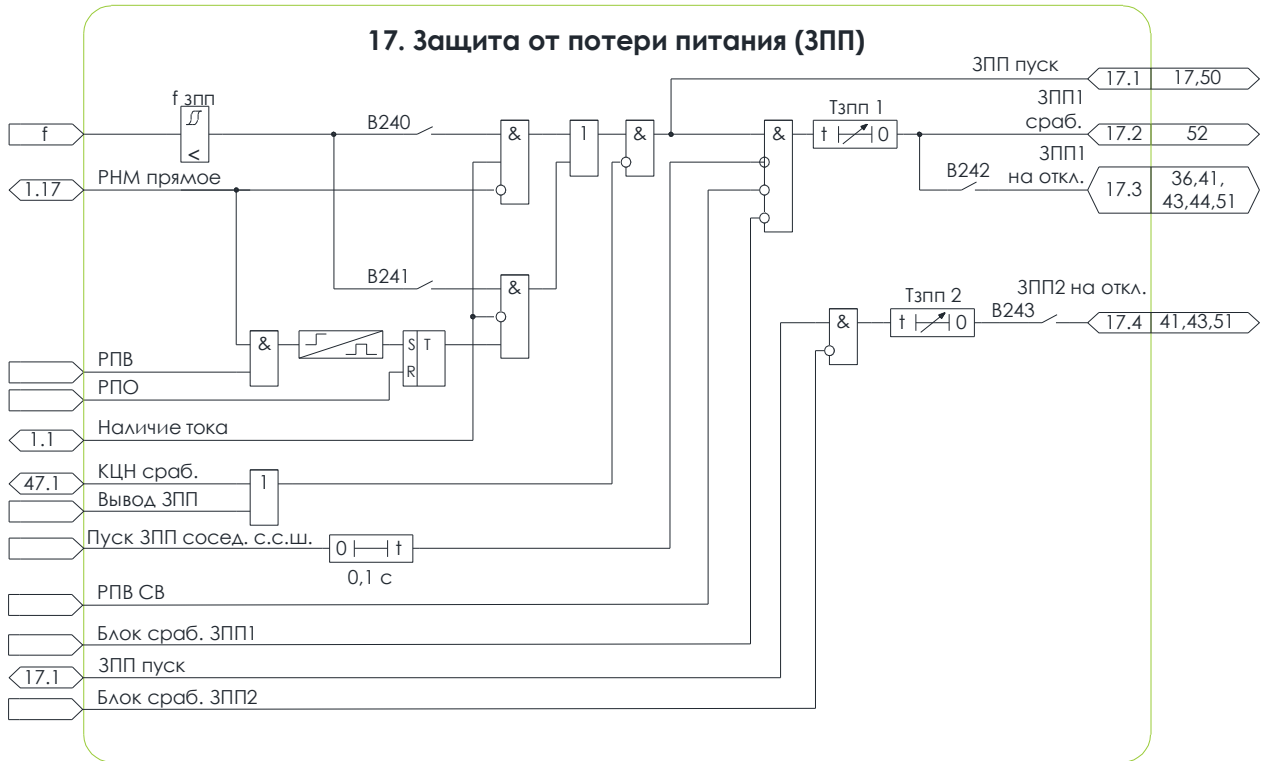 17. Защита от потери питания (ЗПП)
ЗПП пуск
17.1
17,50
f зпп
<
f
В240
&
1
&
&
Тзпп 1
t
0
ЗПП1
сраб.
17.2
52
1.17
РНМ прямое
В242
ЗПП1
на откл.
17.3
36,41,
43,44,51
В241
&
&
S
T
R
РПВ
РПО
&
Тзпп 2
t
0
В243
ЗПП2 на откл.
17.4
41,43,51
1.1
Наличие тока
47.1
КЦН сраб.
1
Вывод ЗПП
Пуск ЗПП сосед. с.с.ш.
0
t
0,1 с
РПВ СВ
Блок сраб. ЗПП1
17.1
ЗПП пуск
Блок сраб. ЗПП2